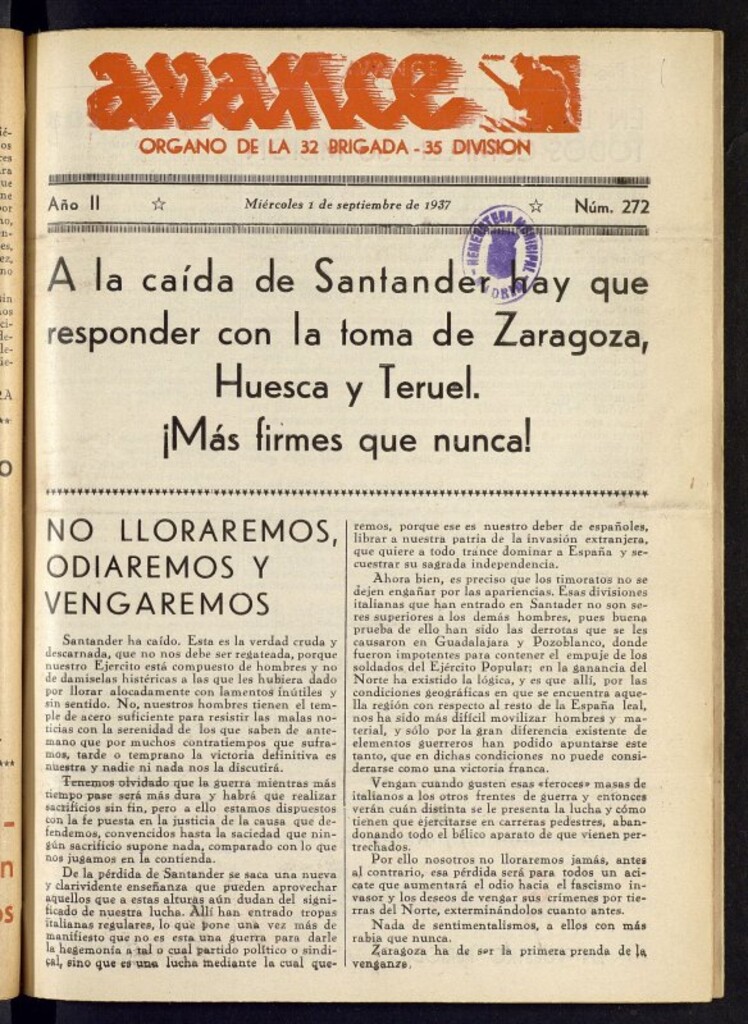 avance
ORGANO DE LA 32 BRIGADA - 35 DIVISION
Año II ☆ Miércoles 1 de septiembre de 1937 ☆ Núm. 272
HEMEROTECA MUNICIPAL
MADRID
A la caída de Santander hay que
responder con la toma de Zaragoza,
Huesca y Teruel.
¡Más firmes que nunca!
NO LLORAREMOS,
ODIAREMOS Y
VENGAREMOS
Santander ha caído. Esta es la verdad cruda y
descarnada, que no nos debe ser regateada, porque
nuestro Ejercito está compuesto de hombres y no
de damiselas histéricas a las que les hubiera dado
por llorar alocadamente con lamentos inútiles y
sin sentido. No, nuestros hombres tienen el tem-
ple de acero suficiente para resistir las malas no-
ticias con la serenidad de los que saben de ante-
mano que por muchos contratiempos que sufra-
mos, tarde o temprano la victoria definitiva es
nuestra y nadie ni nada nos la discutirá.
Tenemos olvidado que la guerra mientras más
tiempo pase será más dura y habrá que realizar
sacrificios sin fin, pero a ello estamos dispuestos
con la fe puesta en la justicia de la causa que de-
fendemos, convencidos hasta la saciedad que nin-
gún sacrificio supone nada, comparado con lo que
nos jugamos en la contienda.
De la pérdida de Santander se saca una nueva
y clarividente enseñanza que pueden aprovechar
aquellos que a estas alturas aún dudan del signi-
ficado de nuestra lucha. Allí han entrado tropas
italianas regulares, lo que pone una vez más de
manifiesto que no es esta una guerra para darle
la hegemonía a tal o cual partido político o sindi-
cal, sino que es una lucha mediante la cual que-
remos, porque ese es nuestro deber de españoles,
librar a nuestra patria de la invasión extranjera,
que quiere a todo trance dominar a España y se-
cuestrar su sagrada independencia.
Ahora bien, es preciso que los timoratos no se
dejen engañar por las apariencias. Esas divisiones
italianas que han entrado en Santader no son se-
res superiores a los demás hombres, pues buena
prueba de ello han sido las derrotas que se les
causaron en Guadalajara y Pozoblanco, donde
fueron impotentes para contener el empuje de los
soldados del Ejército Popular; en la ganancia del
Norte ha existido la lógica, y es que allí, por las
condiciones geográficas en que se encuentra aque-
lla región con respecto al resto de la España leal,
nos ha sido más difícil movilizar hombres y ma-
terial, y sólo por la gran diferencia existente de
elementos guerreros han podido apuntarse este
tanto, que en dichas condiciones no puede consi-
derarse como una victoria franca.
Vengan cuando gusten esas «feroces» masas de
italianos a los otros frentes de guerra y entonces
verán cuán distinta se le presenta la lucha y cómo
tienen que ejercitarse en carreras pedestres, aban-
donando todo el bélico aparato de que vienen per-
trechados.
Por ello nosotros no lloraremos jamás, antes
al contrario, esa pérdida será para todos un aci-
cate que aumentará el odio hacia el fascismo in-
vasor y los deseos de vengar sus crímenes por tie-
rras del Norte, exterminándolos cuanto antes.
Nada de sentimentalismos, a ellos con más
rabia que nunca.
Zaragoza ha de ser la primera prenda de la
venganza.